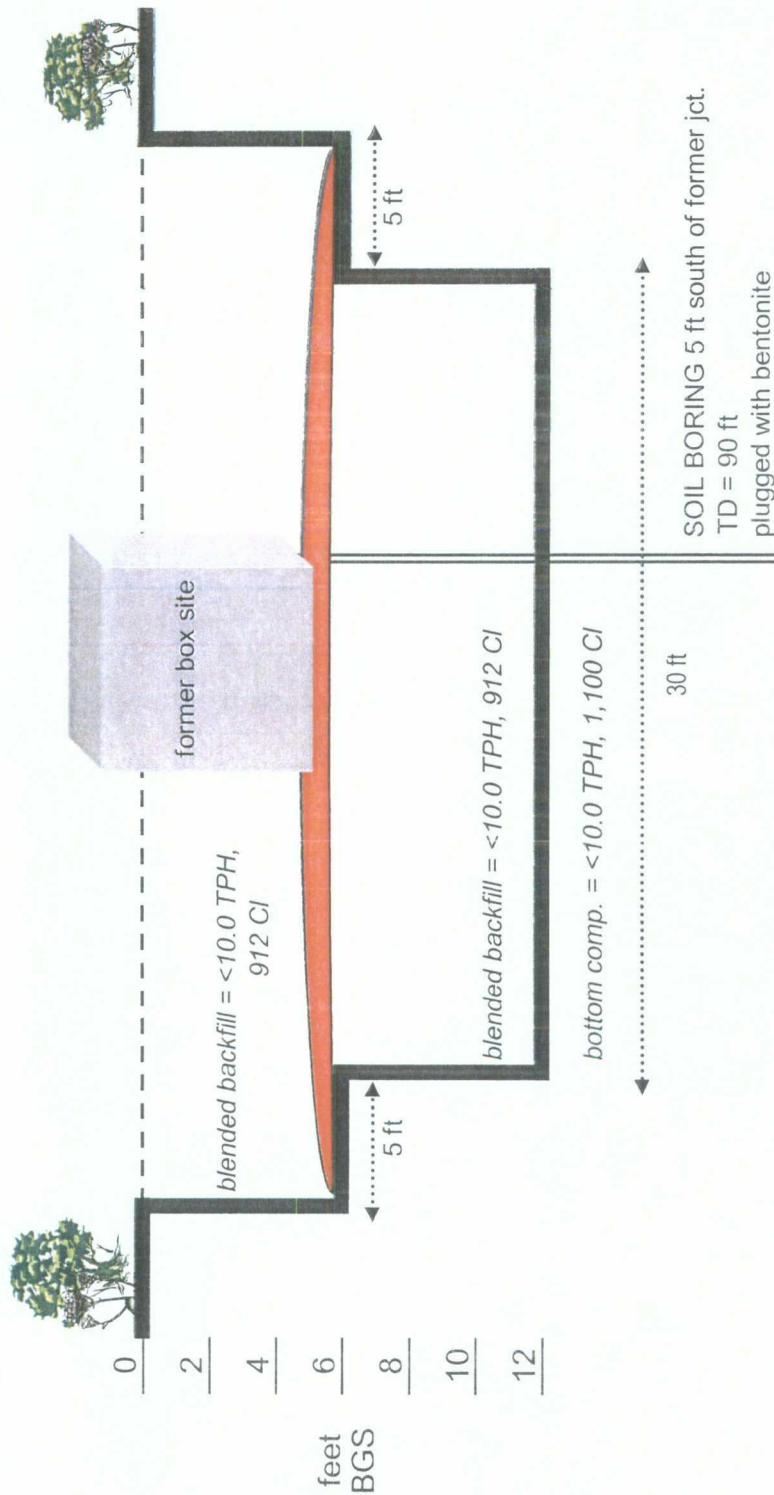 former box site
blended backfill = <10.0 TPH,
912 Cl
5 ft
5 ft
blended backfill = <10.0 TPH, 912 Cl
bottom comp. = <10.0 TPH, 1,100 Cl
30 ft
SOIL BORING 5 ft south of former jct.
TD = 90 ft
plugged with bentonite
feet
BGS
0
2
4
6
8
10
12